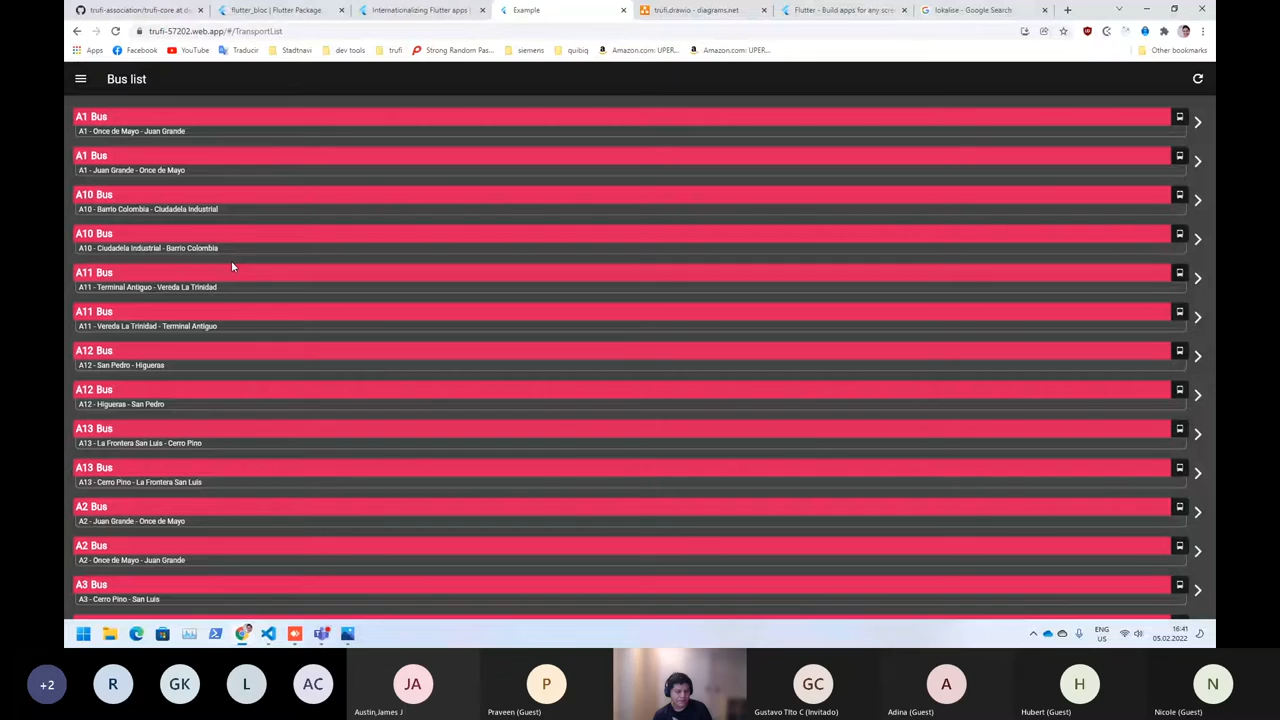 trufi-association/trufi-core at de
flutter_bloc | Flutter Package
Internationalizing Flutter apps |
Example
trufi.drawio - diagrams.net
Flutter - Build apps for any scre
lokalise - Google Search
trufi-57202.web.app/#/TransportList
Apps
Facebook
YouTube
Traducir
Stadtnavi
dev tools
trufi
Strong Random Pas...
siemens
quibiq
Amazon.com: UPER...
Amazon.com: UPER...
Other bookmarks
Bus list
A1 Bus
A1 - Once de Mayo - Juan Grande
A1 Bus
A1 - Juan Grande - Once de Mayo
A10 Bus
A10 - Barrio Colombia - Ciudadela Industrial
A10 Bus
A10 - Ciudadela Industrial - Barrio Colombia
A11 Bus
A11 - Terminal Antiguo - Vereda La Trinidad
A11 Bus
A11 - Vereda La Trinidad - Terminal Antiguo
A12 Bus
A12 - San Pedro - Higueras
A12 Bus
A12 - Higueras - San Pedro
A13 Bus
A13 - La Frontera San Luis - Cerro Pino
A13 Bus
A13 - Cerro Pino - La Frontera San Luis
A2 Bus
A2 - Juan Grande - Once de Mayo
A2 Bus
A2 - Once de Mayo - Juan Grande
A3 Bus
A3 - Cerro Pino - San Luis
ENG
US
16:41
05.02.2022
+2
R
GK
L
AC
JA
Austin,James J
P
Praveen (Guest)
GC
Gustavo TIto C (Invitado)
A
Adina (Guest)
H
Hubert (Guest)
N
Nicole (Guest)